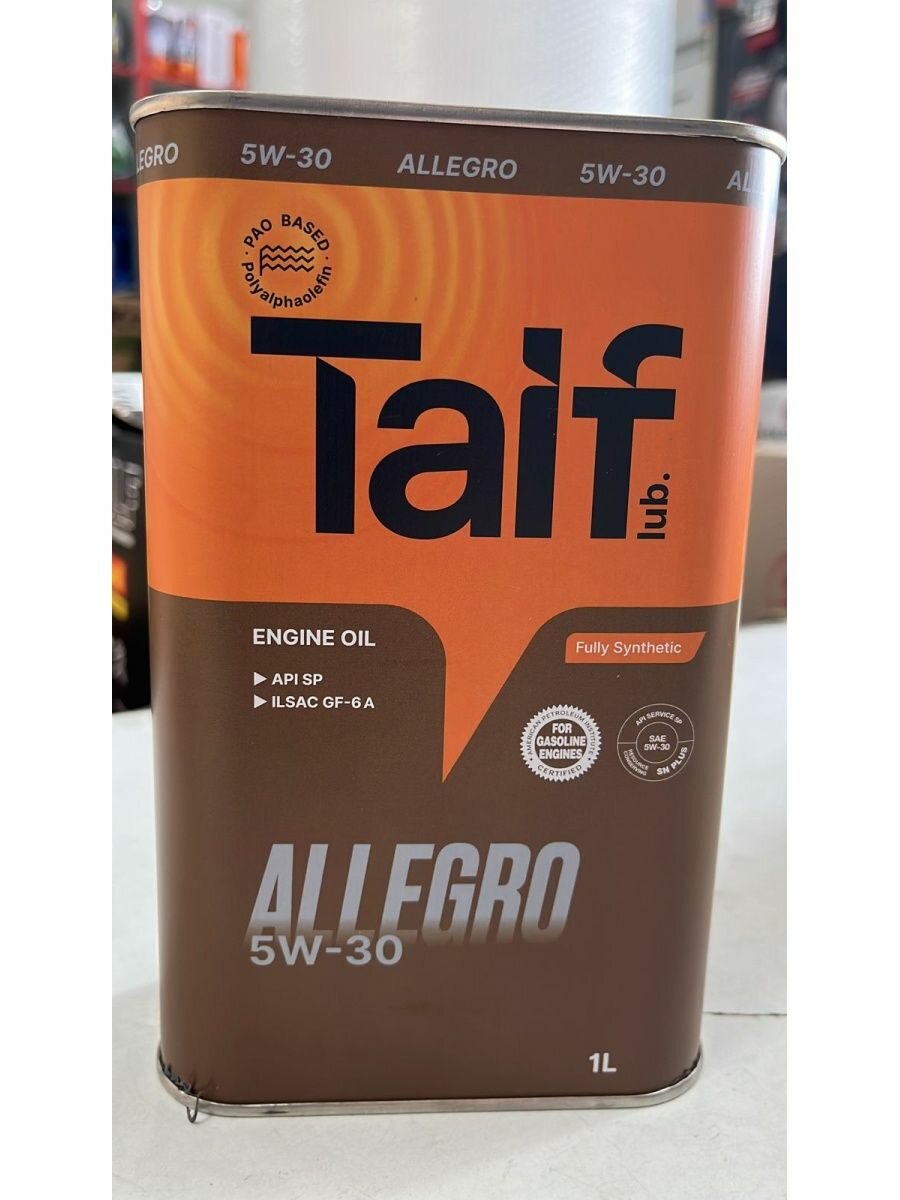 EGRO 5W-30 ALLEGRO 5W-30 AL
PAO BASED
Polyalphaolefin
Taif
lub.
ENGINE OIL
Fully Synthetic
▶ API SP
▶ ILSAC GF-6 A
AMERICAN PETROLEUM INSTITUTE
FOR
GASOLINE
ENGINES
CERTIFIED
API SERVICE SP
SAE
5W-30
RESOURCE
CONSERVING
SN PLUS
ALLEGRO
5W-30
1L